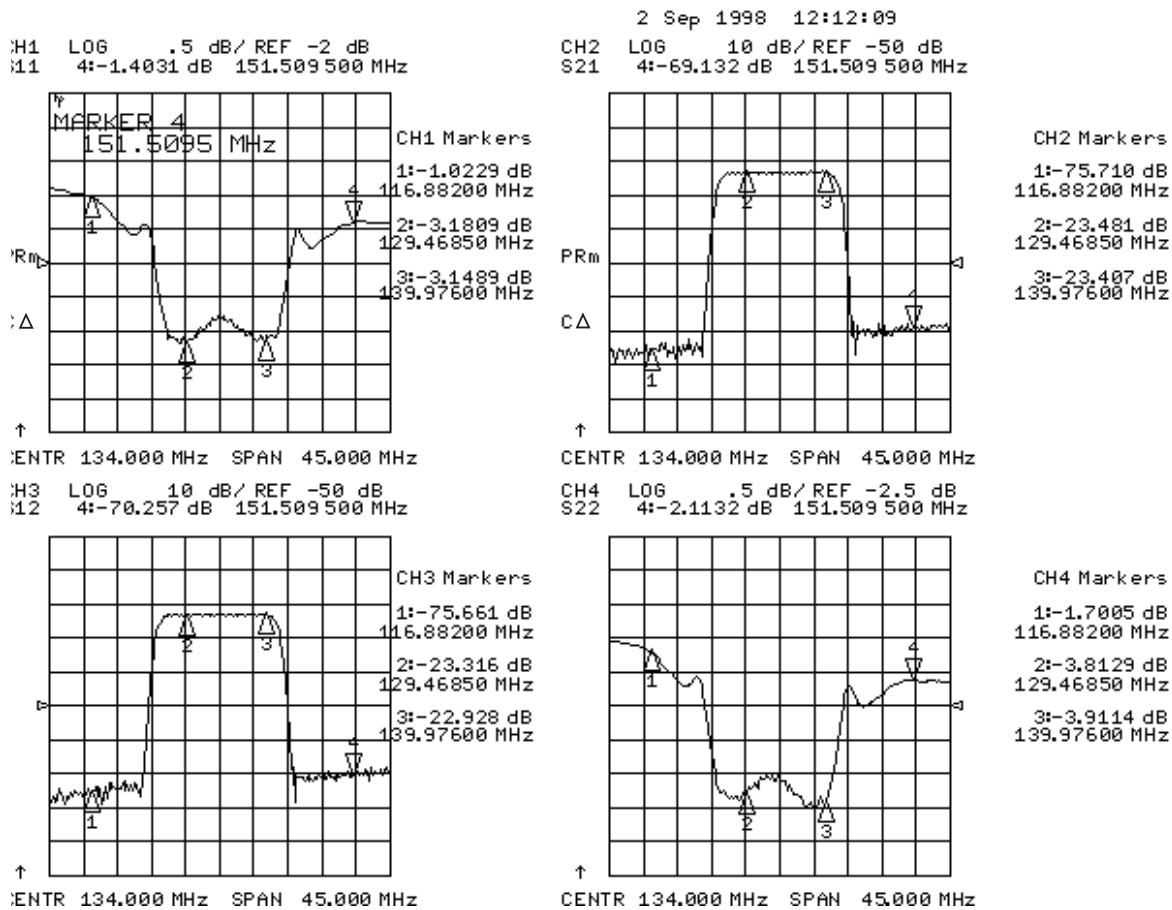 2 Sep 1998 12:12:09
CH1 LOG .5 dB/ REF -2 dB
S11 4:-1.4031 dB 151.509 500 MHz
hp
MARKER 4
151.5095 MHz
CH1 Markers
1:-1.0229 dB
116.88200 MHz
2:-3.1809 dB
129.46850 MHz
3:-3.1489 dB
139.97600 MHz
PRm
C Δ
1
2
3
4
↑
CENTR 134.000 MHz SPAN 45.000 MHz
CH2 LOG 10 dB/ REF -50 dB
S21 4:-69.132 dB 151.509 500 MHz
CH2 Markers
1:-75.710 dB
116.88200 MHz
2:-23.481 dB
129.46850 MHz
3:-23.407 dB
139.97600 MHz
PRm
C Δ
1
2
3
4
↑
CENTR 134.000 MHz SPAN 45.000 MHz
CH3 LOG 10 dB/ REF -50 dB
S12 4:-70.257 dB 151.509 500 MHz
CH3 Markers
1:-75.661 dB
116.88200 MHz
2:-23.316 dB
129.46850 MHz
3:-22.928 dB
139.97600 MHz
1
2
3
4
↑
CENTR 134.000 MHz SPAN 45.000 MHz
CH4 LOG .5 dB/ REF -2.5 dB
S22 4:-2.1132 dB 151.509 500 MHz
CH4 Markers
1:-1.7005 dB
116.88200 MHz
2:-3.8129 dB
129.46850 MHz
3:-3.9114 dB
139.97600 MHz
1
2
3
4
↑
CENTR 134.000 MHz SPAN 45.000 MHz